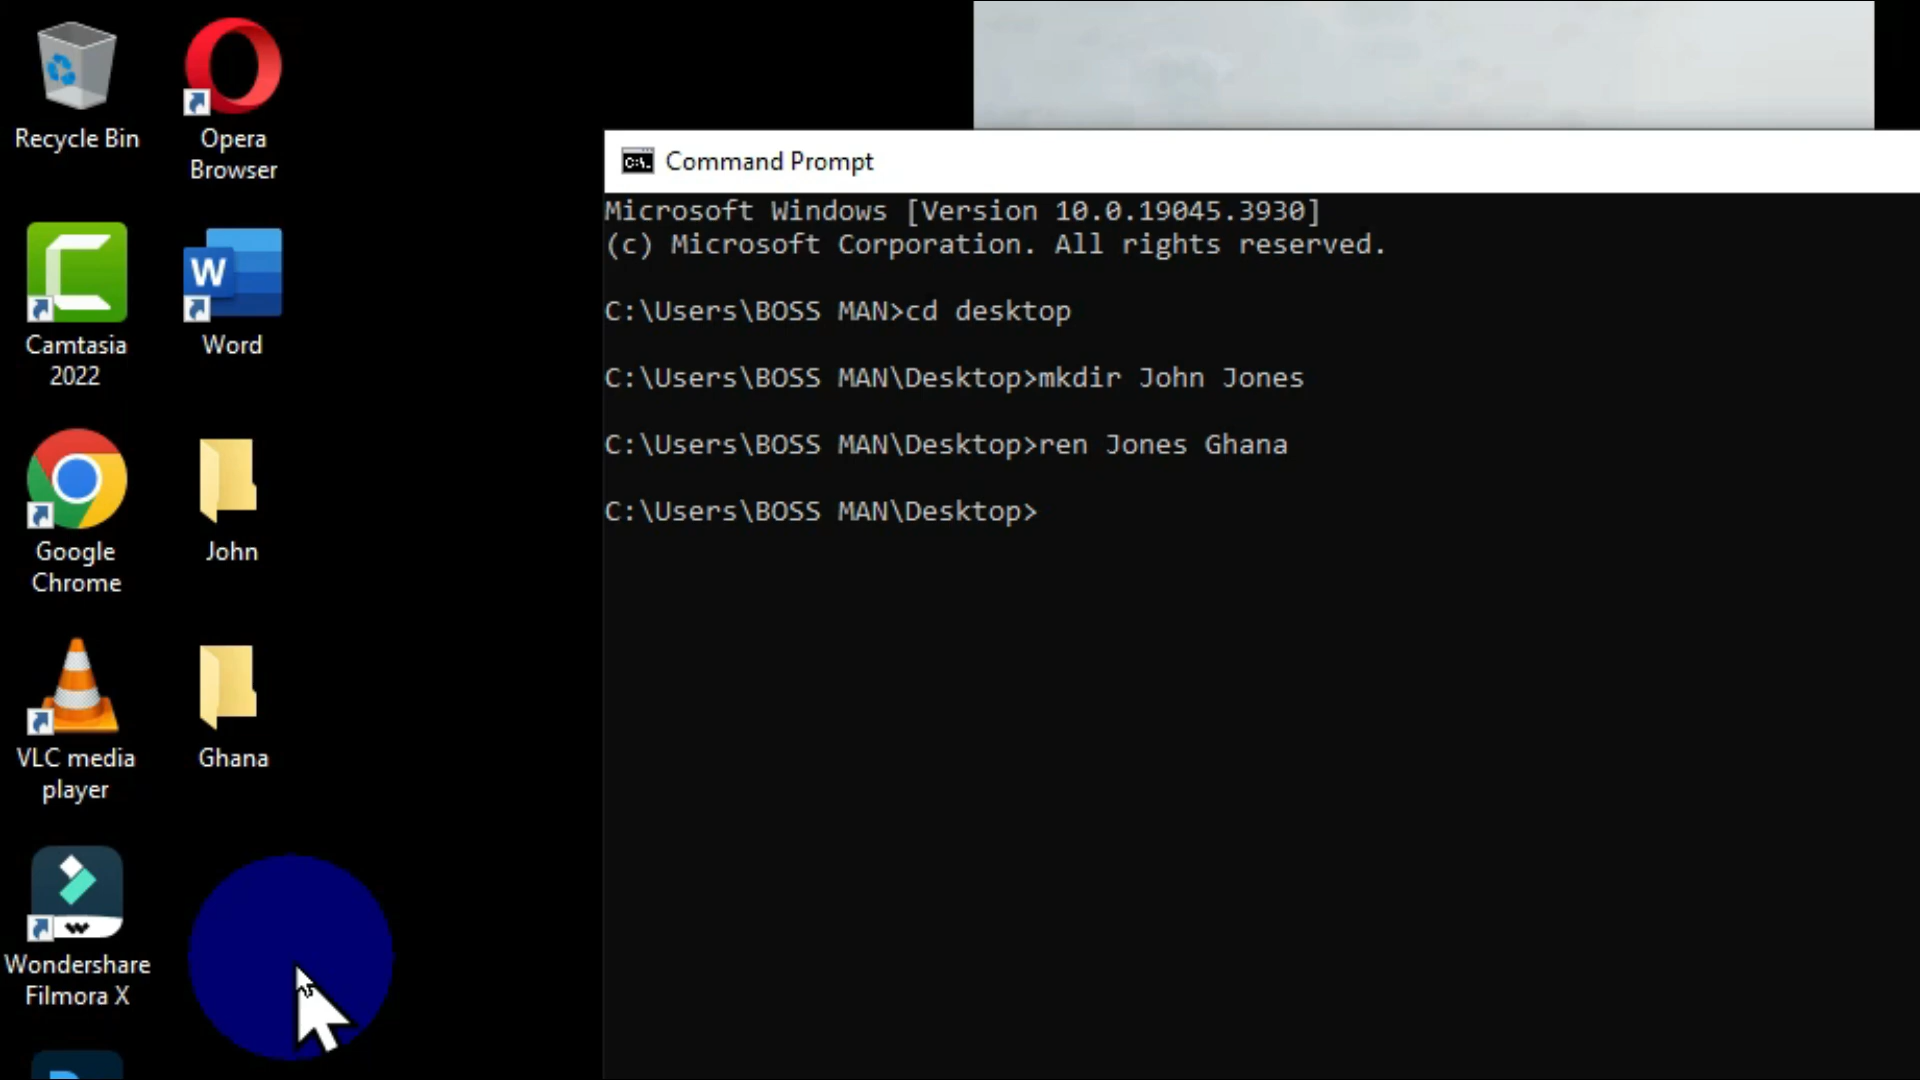 Recycle Bin
Opera
Browser
Camtasia
2022
Word
Google
Chrome
John
VLC media
player
Ghana
Wondershare
Filmora X
Command Prompt
Microsoft Windows [Version 10.0.19045.3930]
(c) Microsoft Corporation. All rights reserved.
C:\Users\BOSS MAN>cd desktop
C:\Users\BOSS MAN\Desktop>mkdir John Jones
C:\Users\BOSS MAN\Desktop>ren Jones Ghana
C:\Users\BOSS MAN\Desktop>